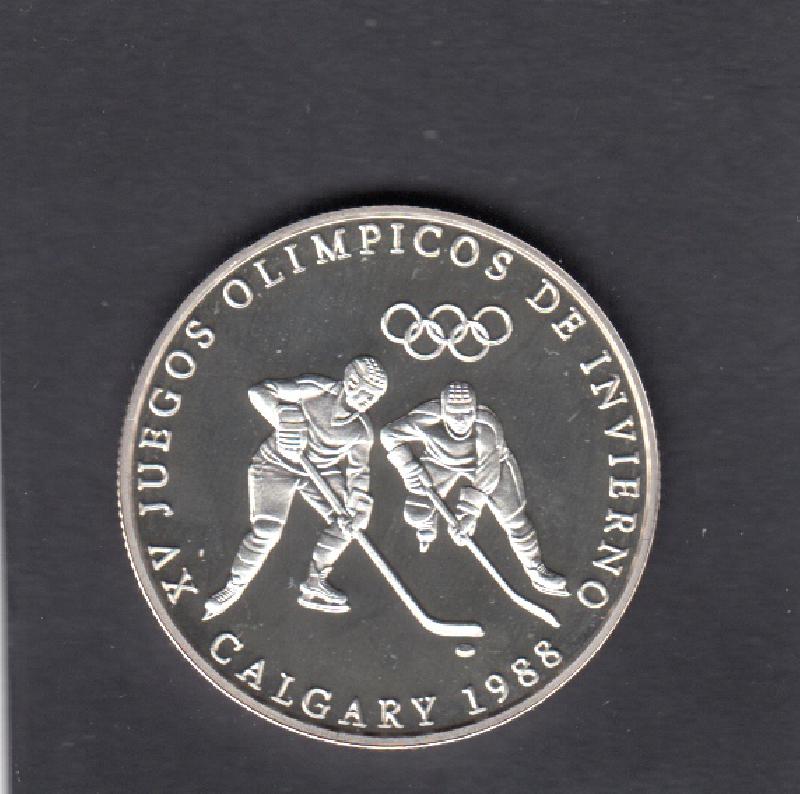 XV JUEGOS OLIMPICOS DE INVIERNO
CALGARY 1988